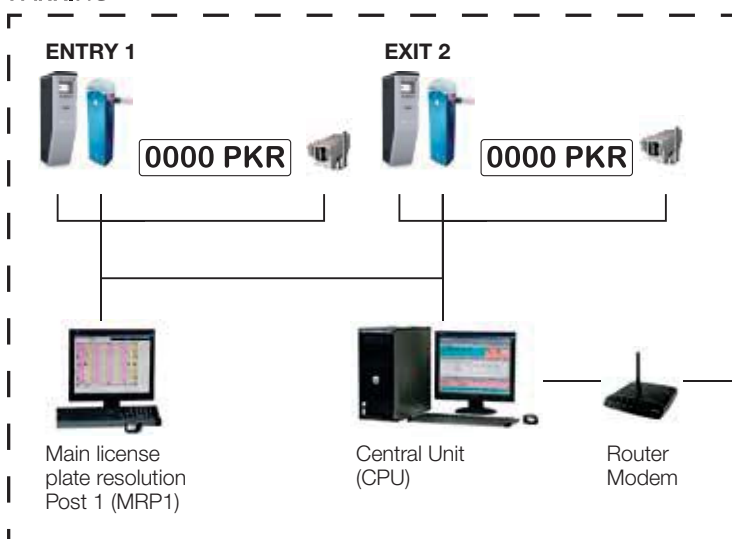 ENTRY 1
EXIT 2
0000 PKR
0000 PKR
Main license
plate resolution
Post 1 (MRP1)
Central Unit
(CPU)
Router
Modem